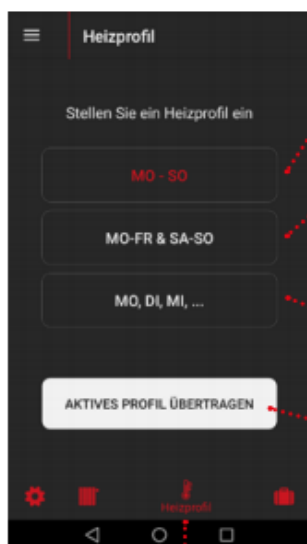 Heizprofil
Stellen Sie ein Heizprofil ein
MO - SO
MO-FR & SA-SO
MO, DI, MI, ...
AKTIVES PROFIL ÜBERTRAGEN
Heizprofil